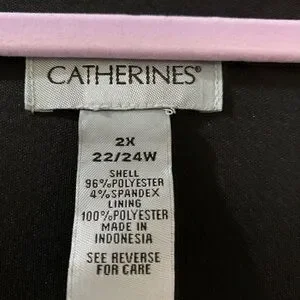 CATHERINES®
2X
22/24W
SHELL
96%POLYESTER
4%SPANDEX
LINING
100%POLYESTER
MADE IN
INDONESIA
SEE REVERSE
FOR CARE